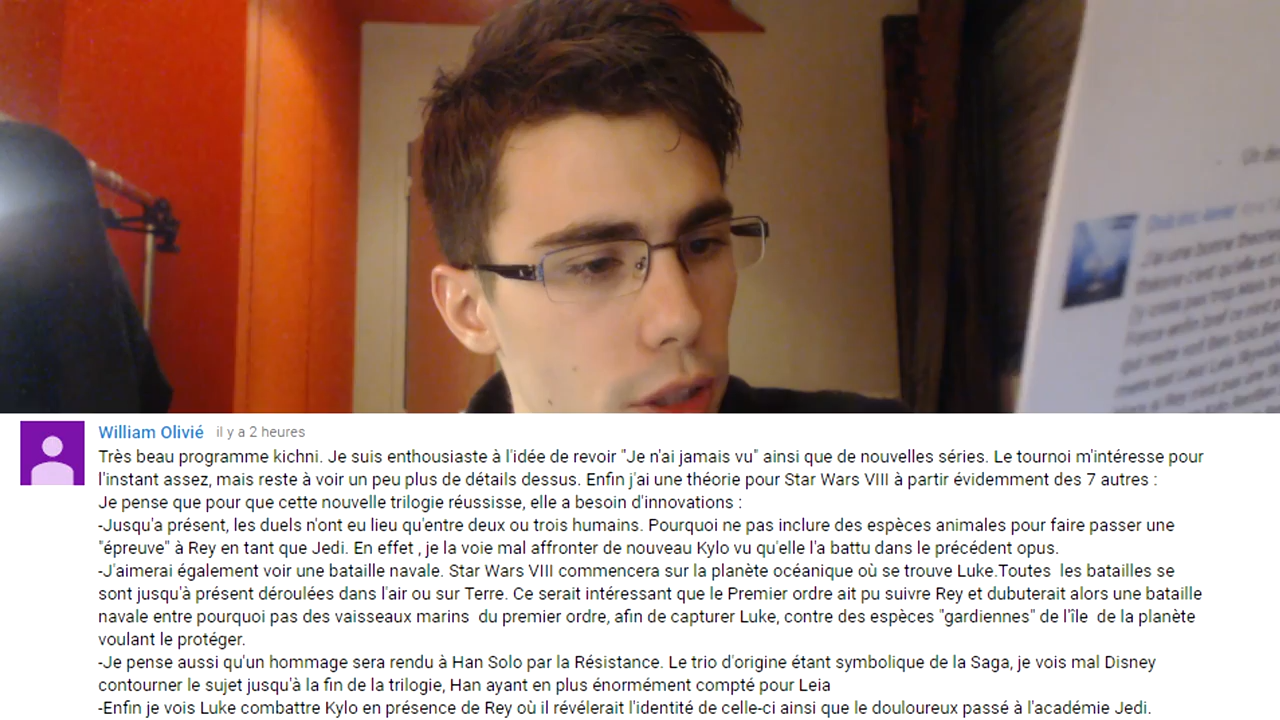 William Olivié il y a 2 heures
Très beau programme kichni. Je suis enthousiaste à l'idée de revoir "Je n'ai jamais vu" ainsi que de nouvelles séries. Le tournoi m'intéresse pour
l'instant assez, mais reste à voir un peu plus de détails dessus. Enfin j'ai une théorie pour Star Wars VIII à partir évidemment des 7 autres :
Je pense que pour que cette nouvelle trilogie réussisse, elle a besoin d'innovations :
-Jusqu'a présent, les duels n'ont eu lieu qu'entre deux ou trois humains. Pourquoi ne pas inclure des espèces animales pour faire passer une
"épreuve" à Rey en tant que Jedi. En effet , je la voie mal affronter de nouveau Kylo vu qu'elle l'a battu dans le précédent opus.
-J'aimerai également voir une bataille navale. Star Wars VIII commencera sur la planète océanique où se trouve Luke.Toutes les batailles se
sont jusqu'à présent déroulées dans l'air ou sur Terre. Ce serait intéressant que le Premier ordre ait pu suivre Rey et dubuterait alors une bataille
navale entre pourquoi pas des vaisseaux marins du premier ordre, afin de capturer Luke, contre des espèces "gardiennes" de l'île de la planète
voulant le protéger.
-Je pense aussi qu'un hommage sera rendu à Han Solo par la Résistance. Le trio d'origine étant symbolique de la Saga, je vois mal Disney
contourner le sujet jusqu'à la fin de la trilogie, Han ayant en plus énormément compté pour Leia
-Enfin je vois Luke combattre Kylo en présence de Rey où il révélerait l'identité de celle-ci ainsi que le douloureux passé à l'académie Jedi.